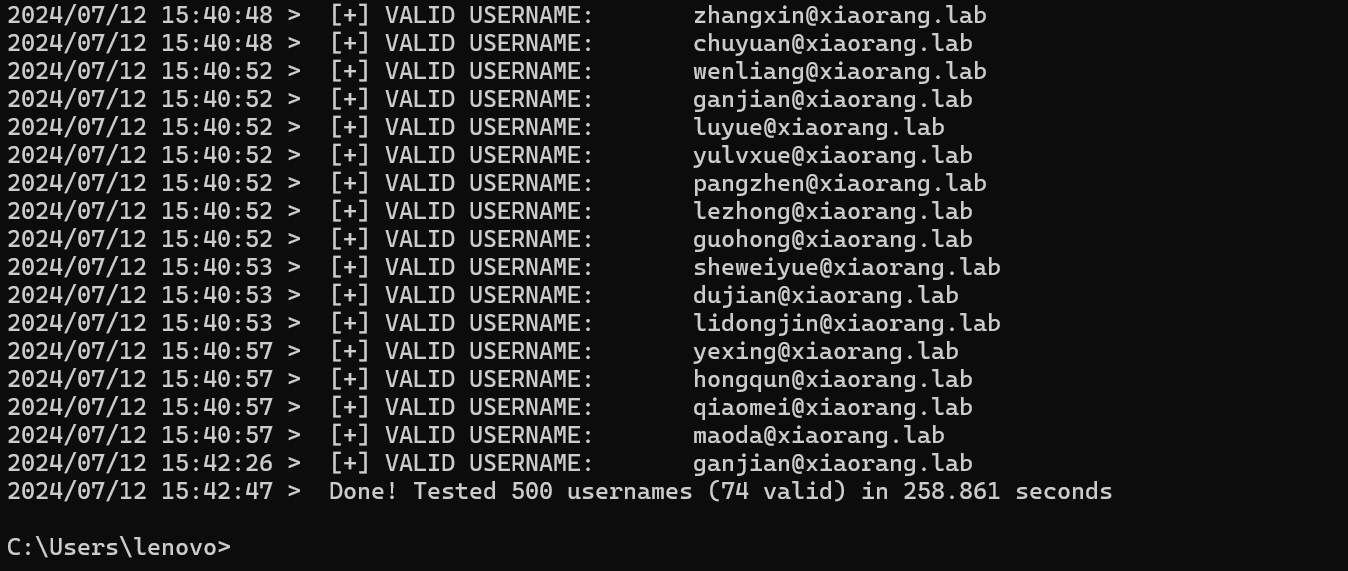 2024/07/12 15:40:48 >  [+] VALID USERNAME:       zhangxin@xiaorang.lab
2024/07/12 15:40:48 >  [+] VALID USERNAME:       chuyuan@xiaorang.lab
2024/07/12 15:40:52 >  [+] VALID USERNAME:       wenliang@xiaorang.lab
2024/07/12 15:40:52 >  [+] VALID USERNAME:       ganjian@xiaorang.lab
2024/07/12 15:40:52 >  [+] VALID USERNAME:       luyue@xiaorang.lab
2024/07/12 15:40:52 >  [+] VALID USERNAME:       yulvxue@xiaorang.lab
2024/07/12 15:40:52 >  [+] VALID USERNAME:       pangzhen@xiaorang.lab
2024/07/12 15:40:52 >  [+] VALID USERNAME:       lezhong@xiaorang.lab
2024/07/12 15:40:52 >  [+] VALID USERNAME:       guohong@xiaorang.lab
2024/07/12 15:40:53 >  [+] VALID USERNAME:       sheweiyue@xiaorang.lab
2024/07/12 15:40:53 >  [+] VALID USERNAME:       dujian@xiaorang.lab
2024/07/12 15:40:53 >  [+] VALID USERNAME:       lidongjin@xiaorang.lab
2024/07/12 15:40:57 >  [+] VALID USERNAME:       yexing@xiaorang.lab
2024/07/12 15:40:57 >  [+] VALID USERNAME:       hongqun@xiaorang.lab
2024/07/12 15:40:57 >  [+] VALID USERNAME:       qiaomei@xiaorang.lab
2024/07/12 15:40:57 >  [+] VALID USERNAME:       maoda@xiaorang.lab
2024/07/12 15:42:26 >  [+] VALID USERNAME:       ganjian@xiaorang.lab
2024/07/12 15:42:47 >  Done! Tested 500 usernames (74 valid) in 258.861 seconds
C:\Users\lenovo>